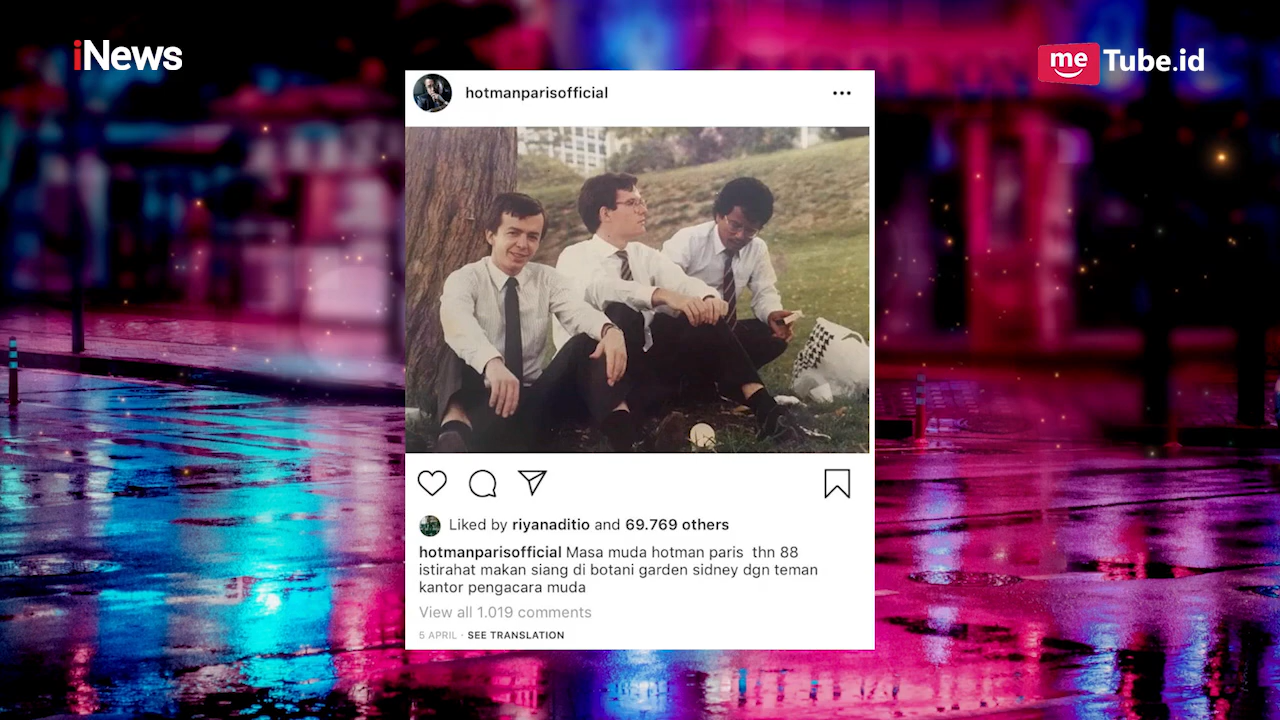 iNews
me Tube.id
hotmanparisofficial
Liked by riyanaditio and 69.769 others
hotmanparisofficial Masa muda hotman paris thn 88
istirahat makan siang di botani garden sidney dgn teman
kantor pengacara muda
View all 1.019 comments
5 APRIL · SEE TRANSLATION